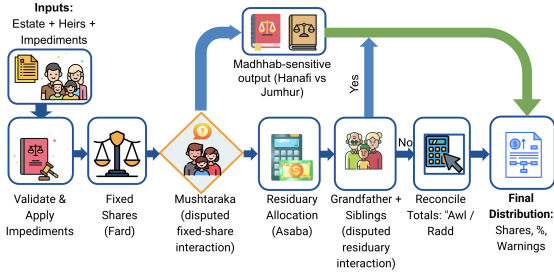 Inputs:
Estate + Heirs +
Impediments
Madhhab-sensitive
output (Hanafi vs
Jumhur)
Yes
No
Validate &
Apply
Impediments
Fixed
Shares
(Fard)
Mushtaraka
(disputed
fixed-share
interaction)
Residuary
Allocation
(Asaba)
Grandfather +
Siblings
(disputed
residuary
interaction)
Reconcile
Totals: "Awl /
Radd
Final
Distribution:
Shares, %,
Warnings